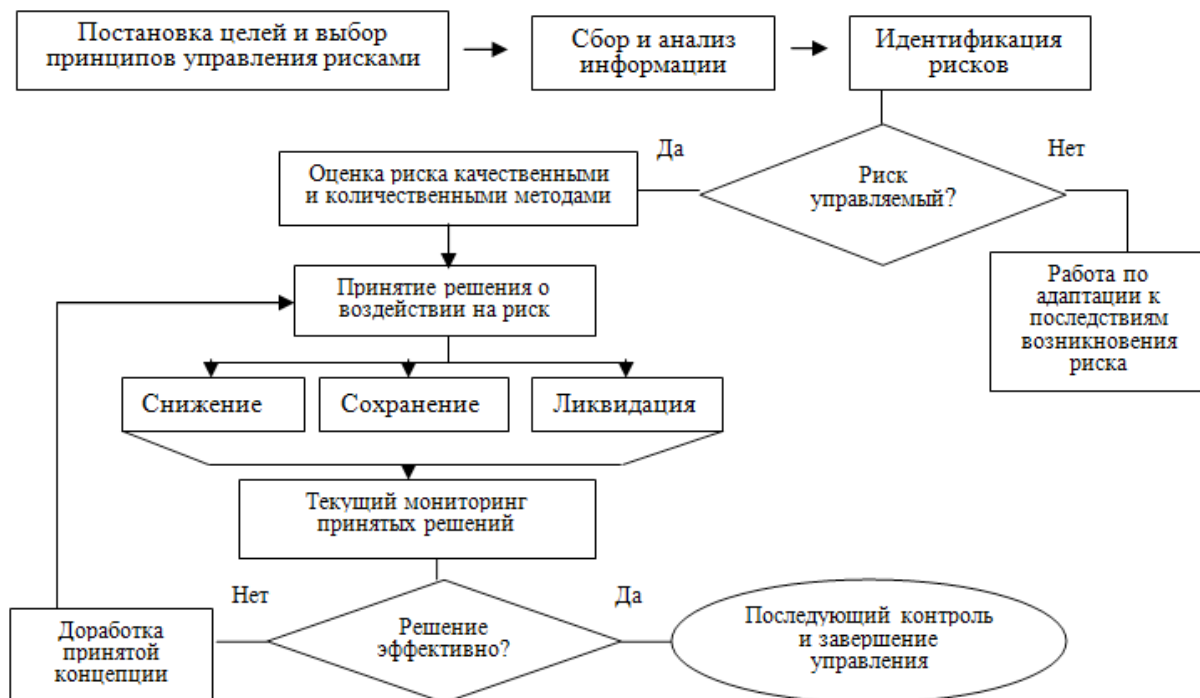 Постановка целей и выбор
принципов управления рисками
Сбор и анализ
информации
Идентификация
рисков
Да
Нет
Риск
управляемый?
Оценка риска качественными
и количественными методами
Работа по
адаптации к
последствиям
возникновения
риска
Принятие решения о
воздействии на риск
Снижение
Сохранение
Ликвидация
Текущий мониторинг
принятых решений
Нет
Да
Решение
эффективно?
Доработка
принятой
концепции
Последующий контроль
и завершение
управления